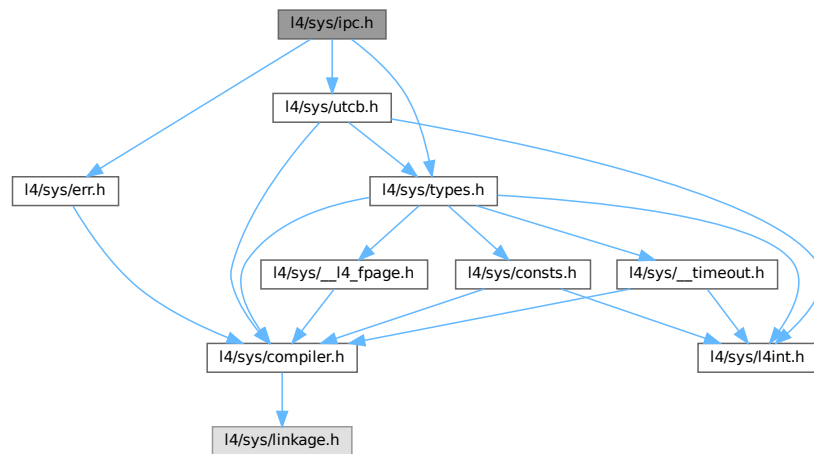 l4/sys/ipc.h
l4/sys/utcb.h
l4/sys/err.h
l4/sys/types.h
l4/sys/__l4_fpage.h
l4/sys/consts.h
l4/sys/__timeout.h
l4/sys/compiler.h
l4/sys/l4int.h
l4/sys/linkage.h